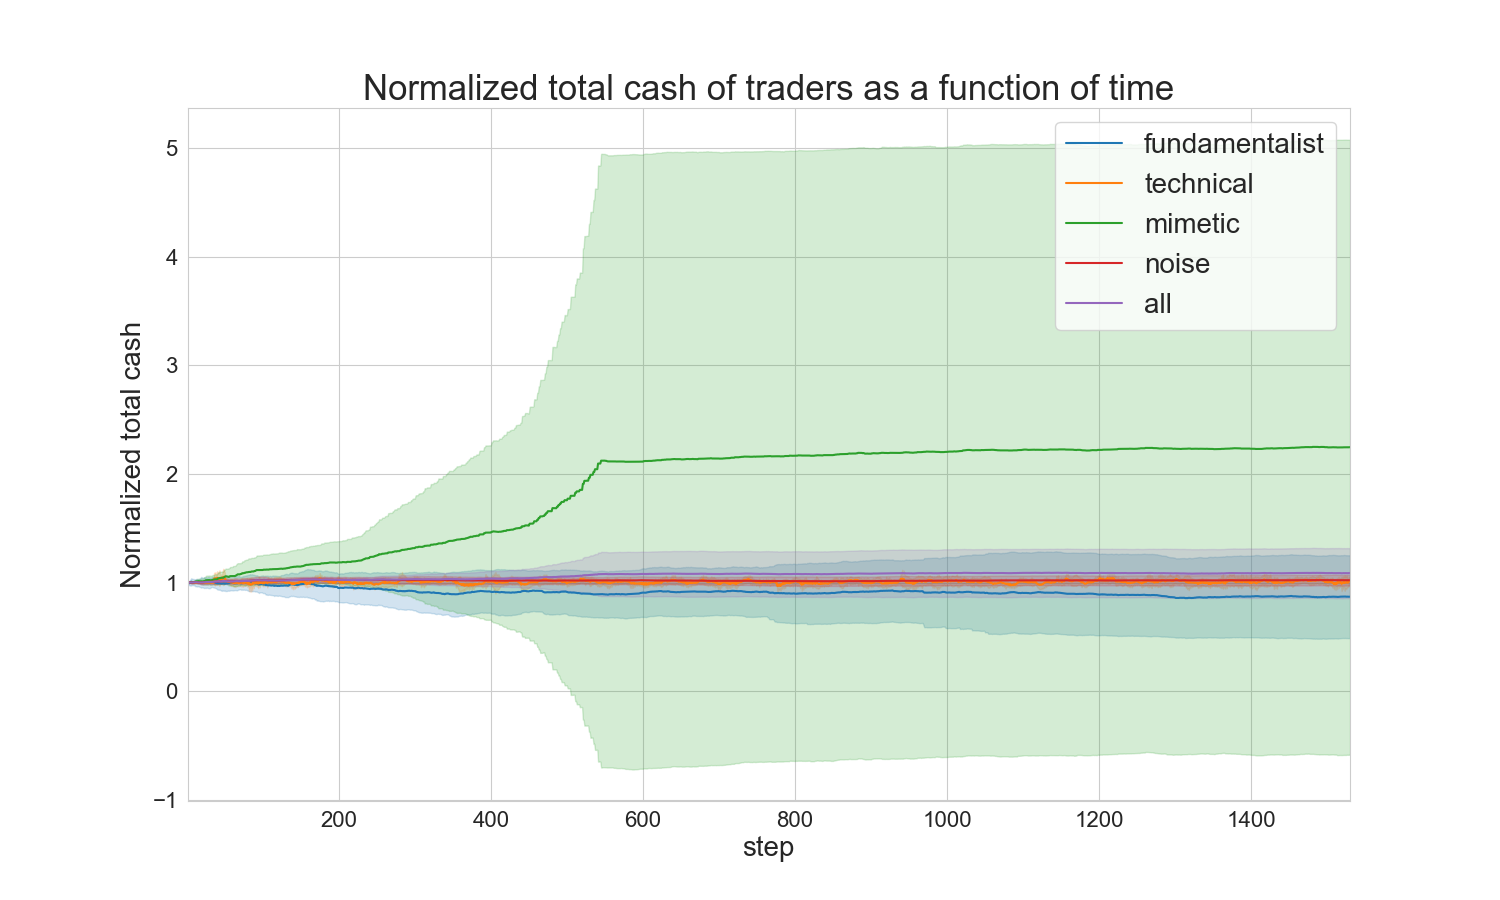 Normalized total cash of traders as a function of time
Normalized total cash
5
4
3
2
1
0
−1
fundamentalist
technical
mimetic
noise
all
200 400 600 800 1000 1200 1400
step